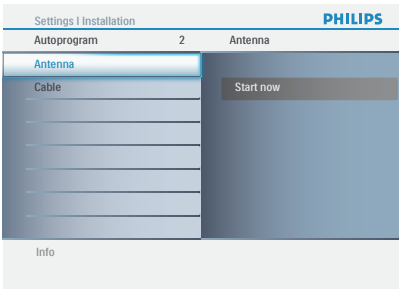 Settings I Installation PHILIPS
Autoprogram 2 Antenna
Antenna
Cable Start now
Info